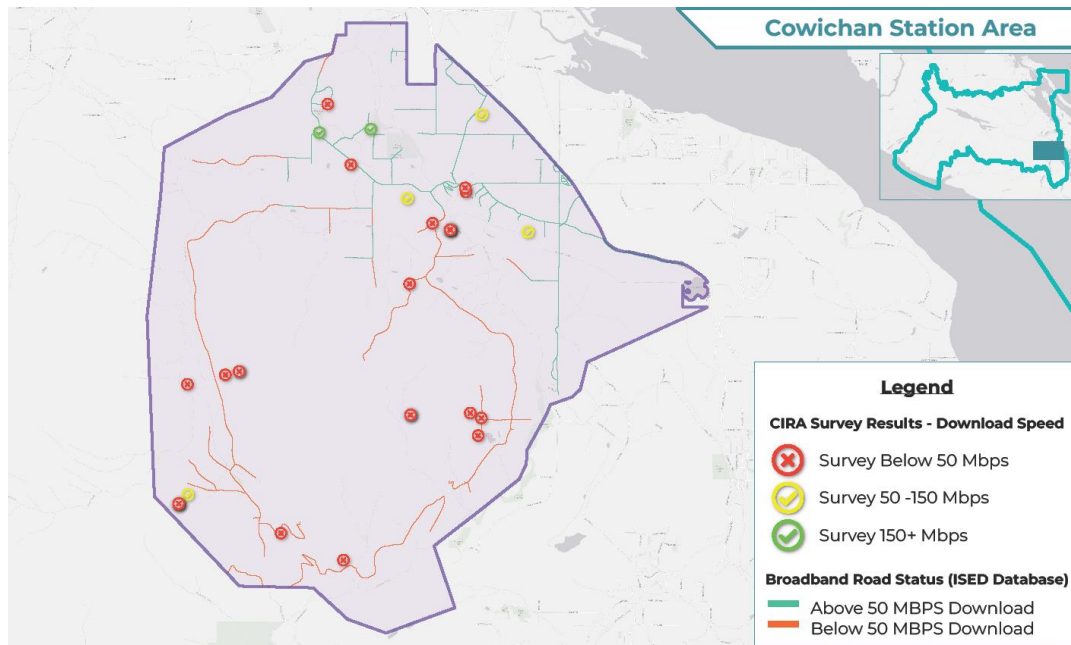 Cowichan Station Area
Legend
CIRA Survey Results - Download Speed
Survey Below 50 Mbps
Survey 50 -150 Mbps
Survey 150+ Mbps
Broadband Road Status (ISED Database)
Above 50 MBPS Download
Below 50 MBPS Download